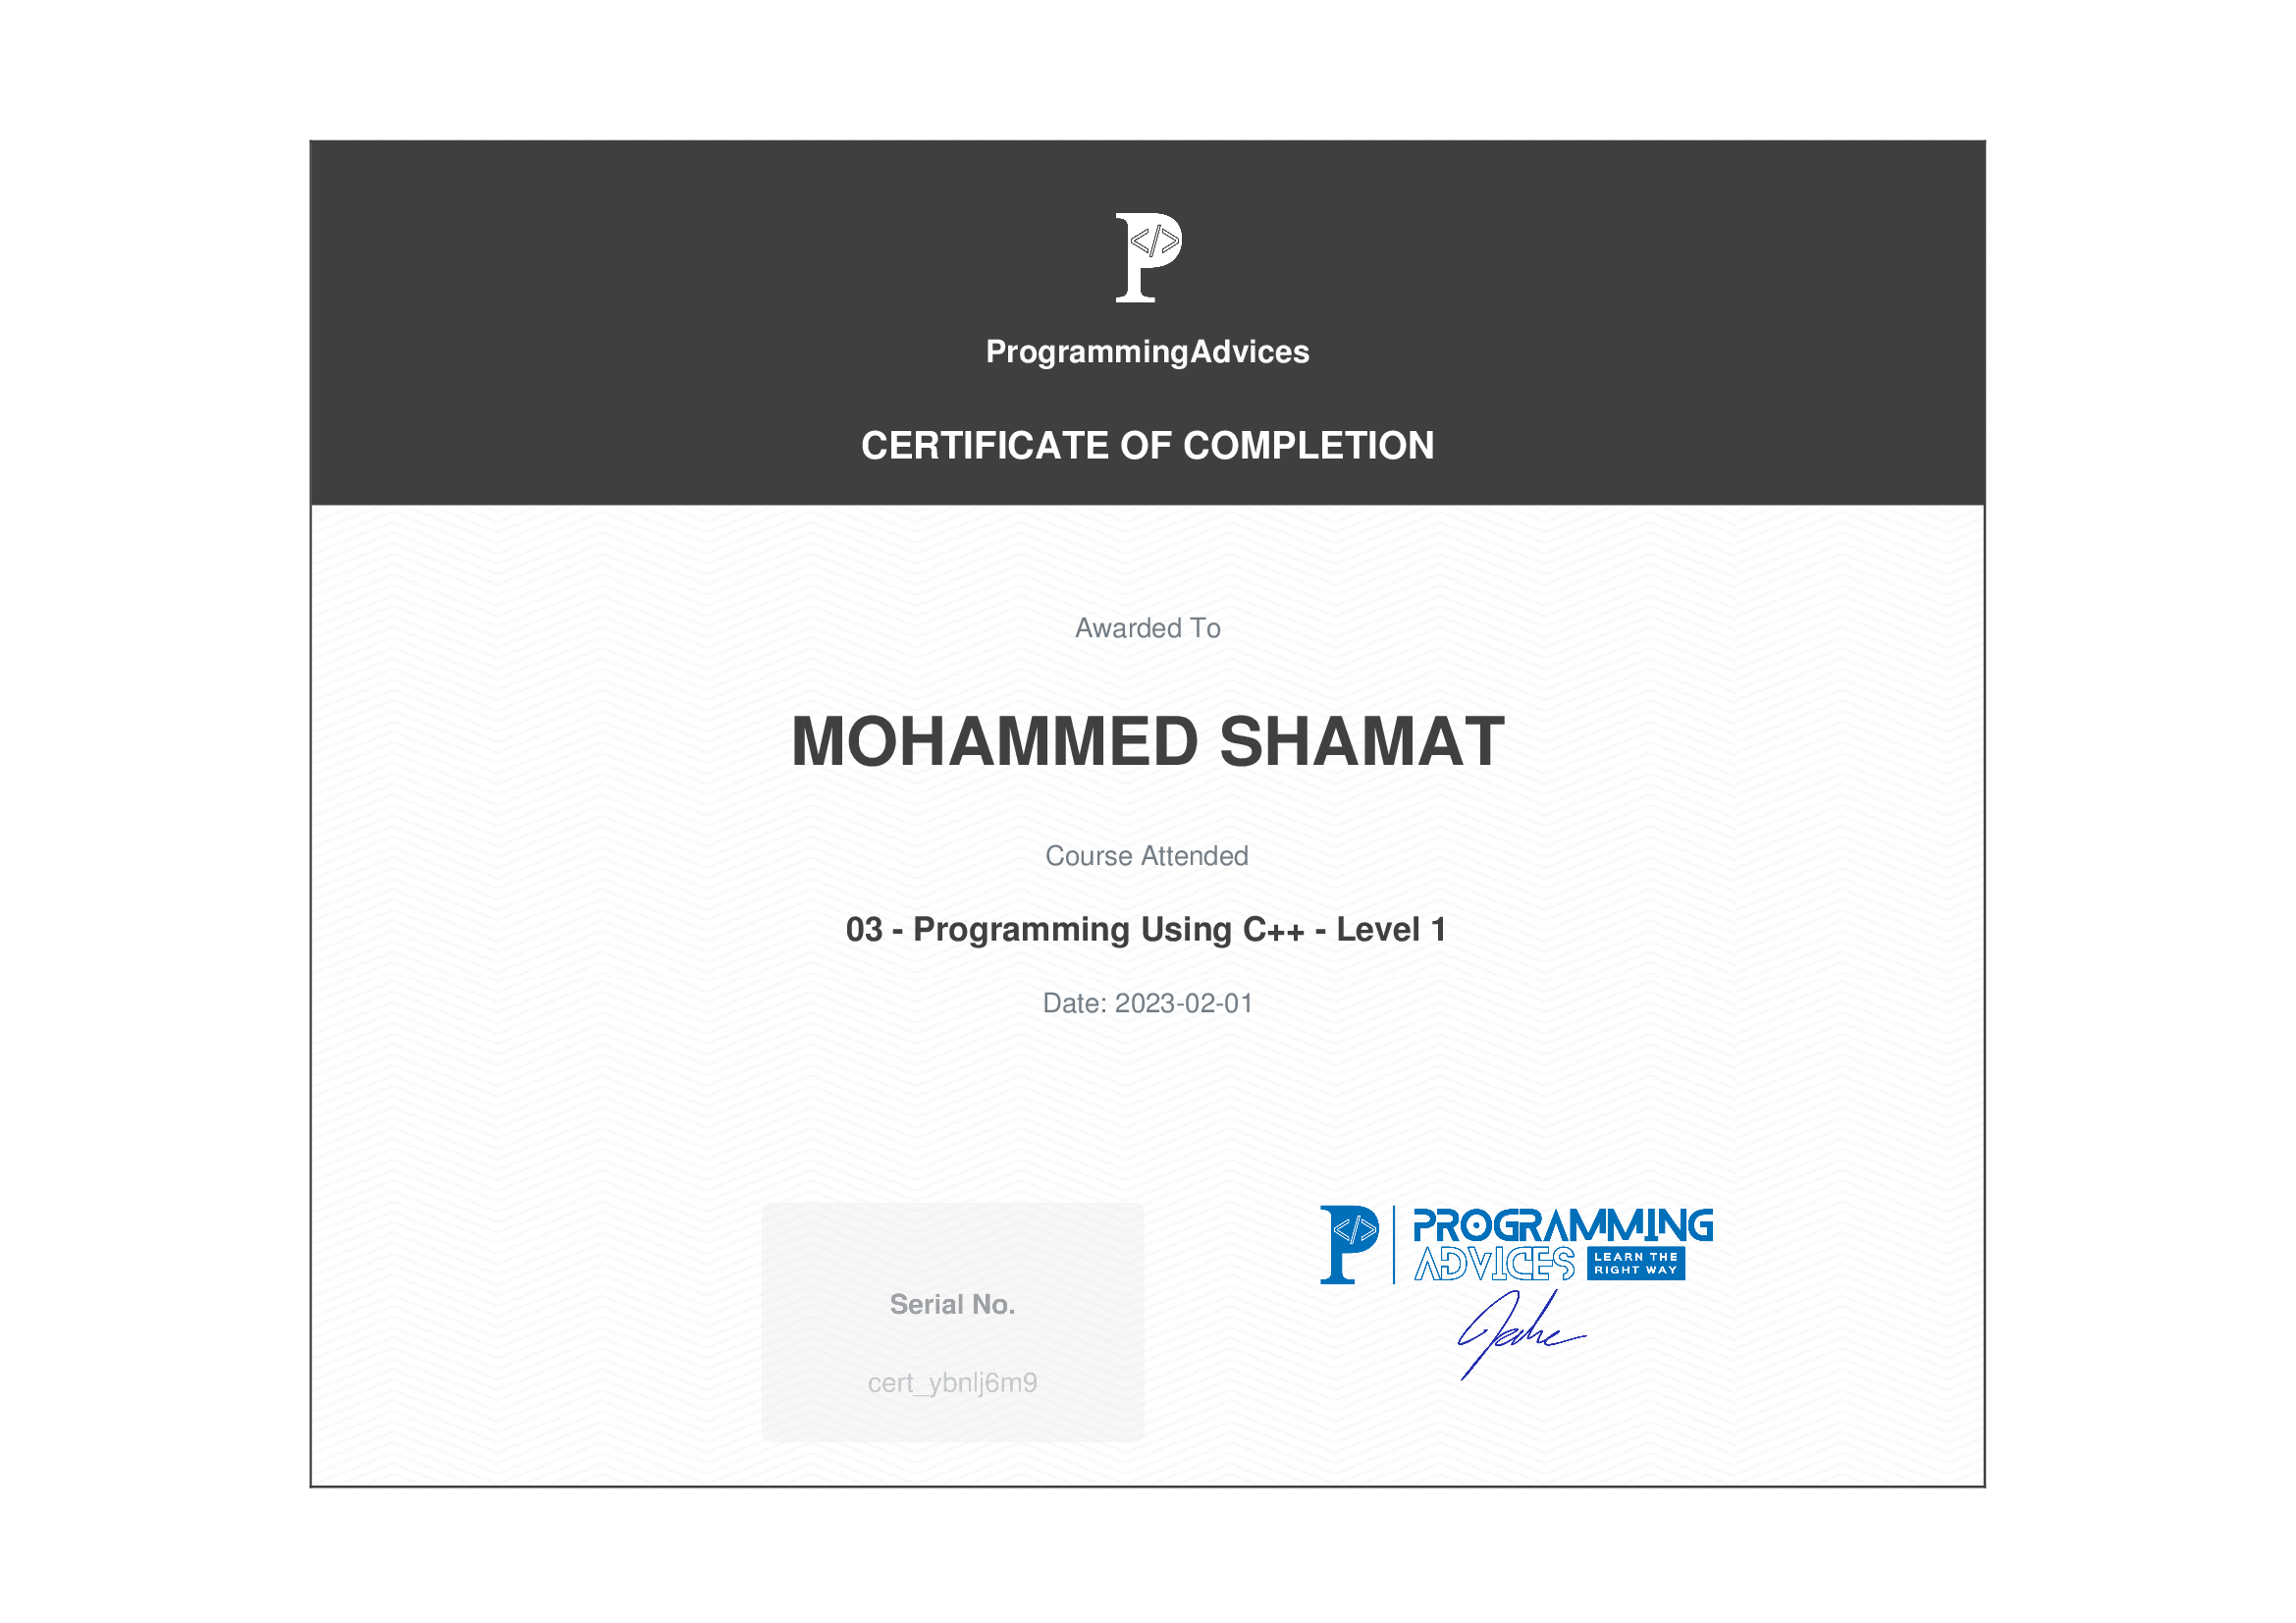 P
</>
ProgrammingAdvices
CERTIFICATE OF COMPLETION
Awarded To
MOHAMMED SHAMAT
Course Attended
03 - Programming Using C++ - Level 1
Date: 2023-02-01
Serial No.
cert_ybnlj6m9
P
</>
PROGRAMMING
ADVICES LEARN THE
RIGHT WAY